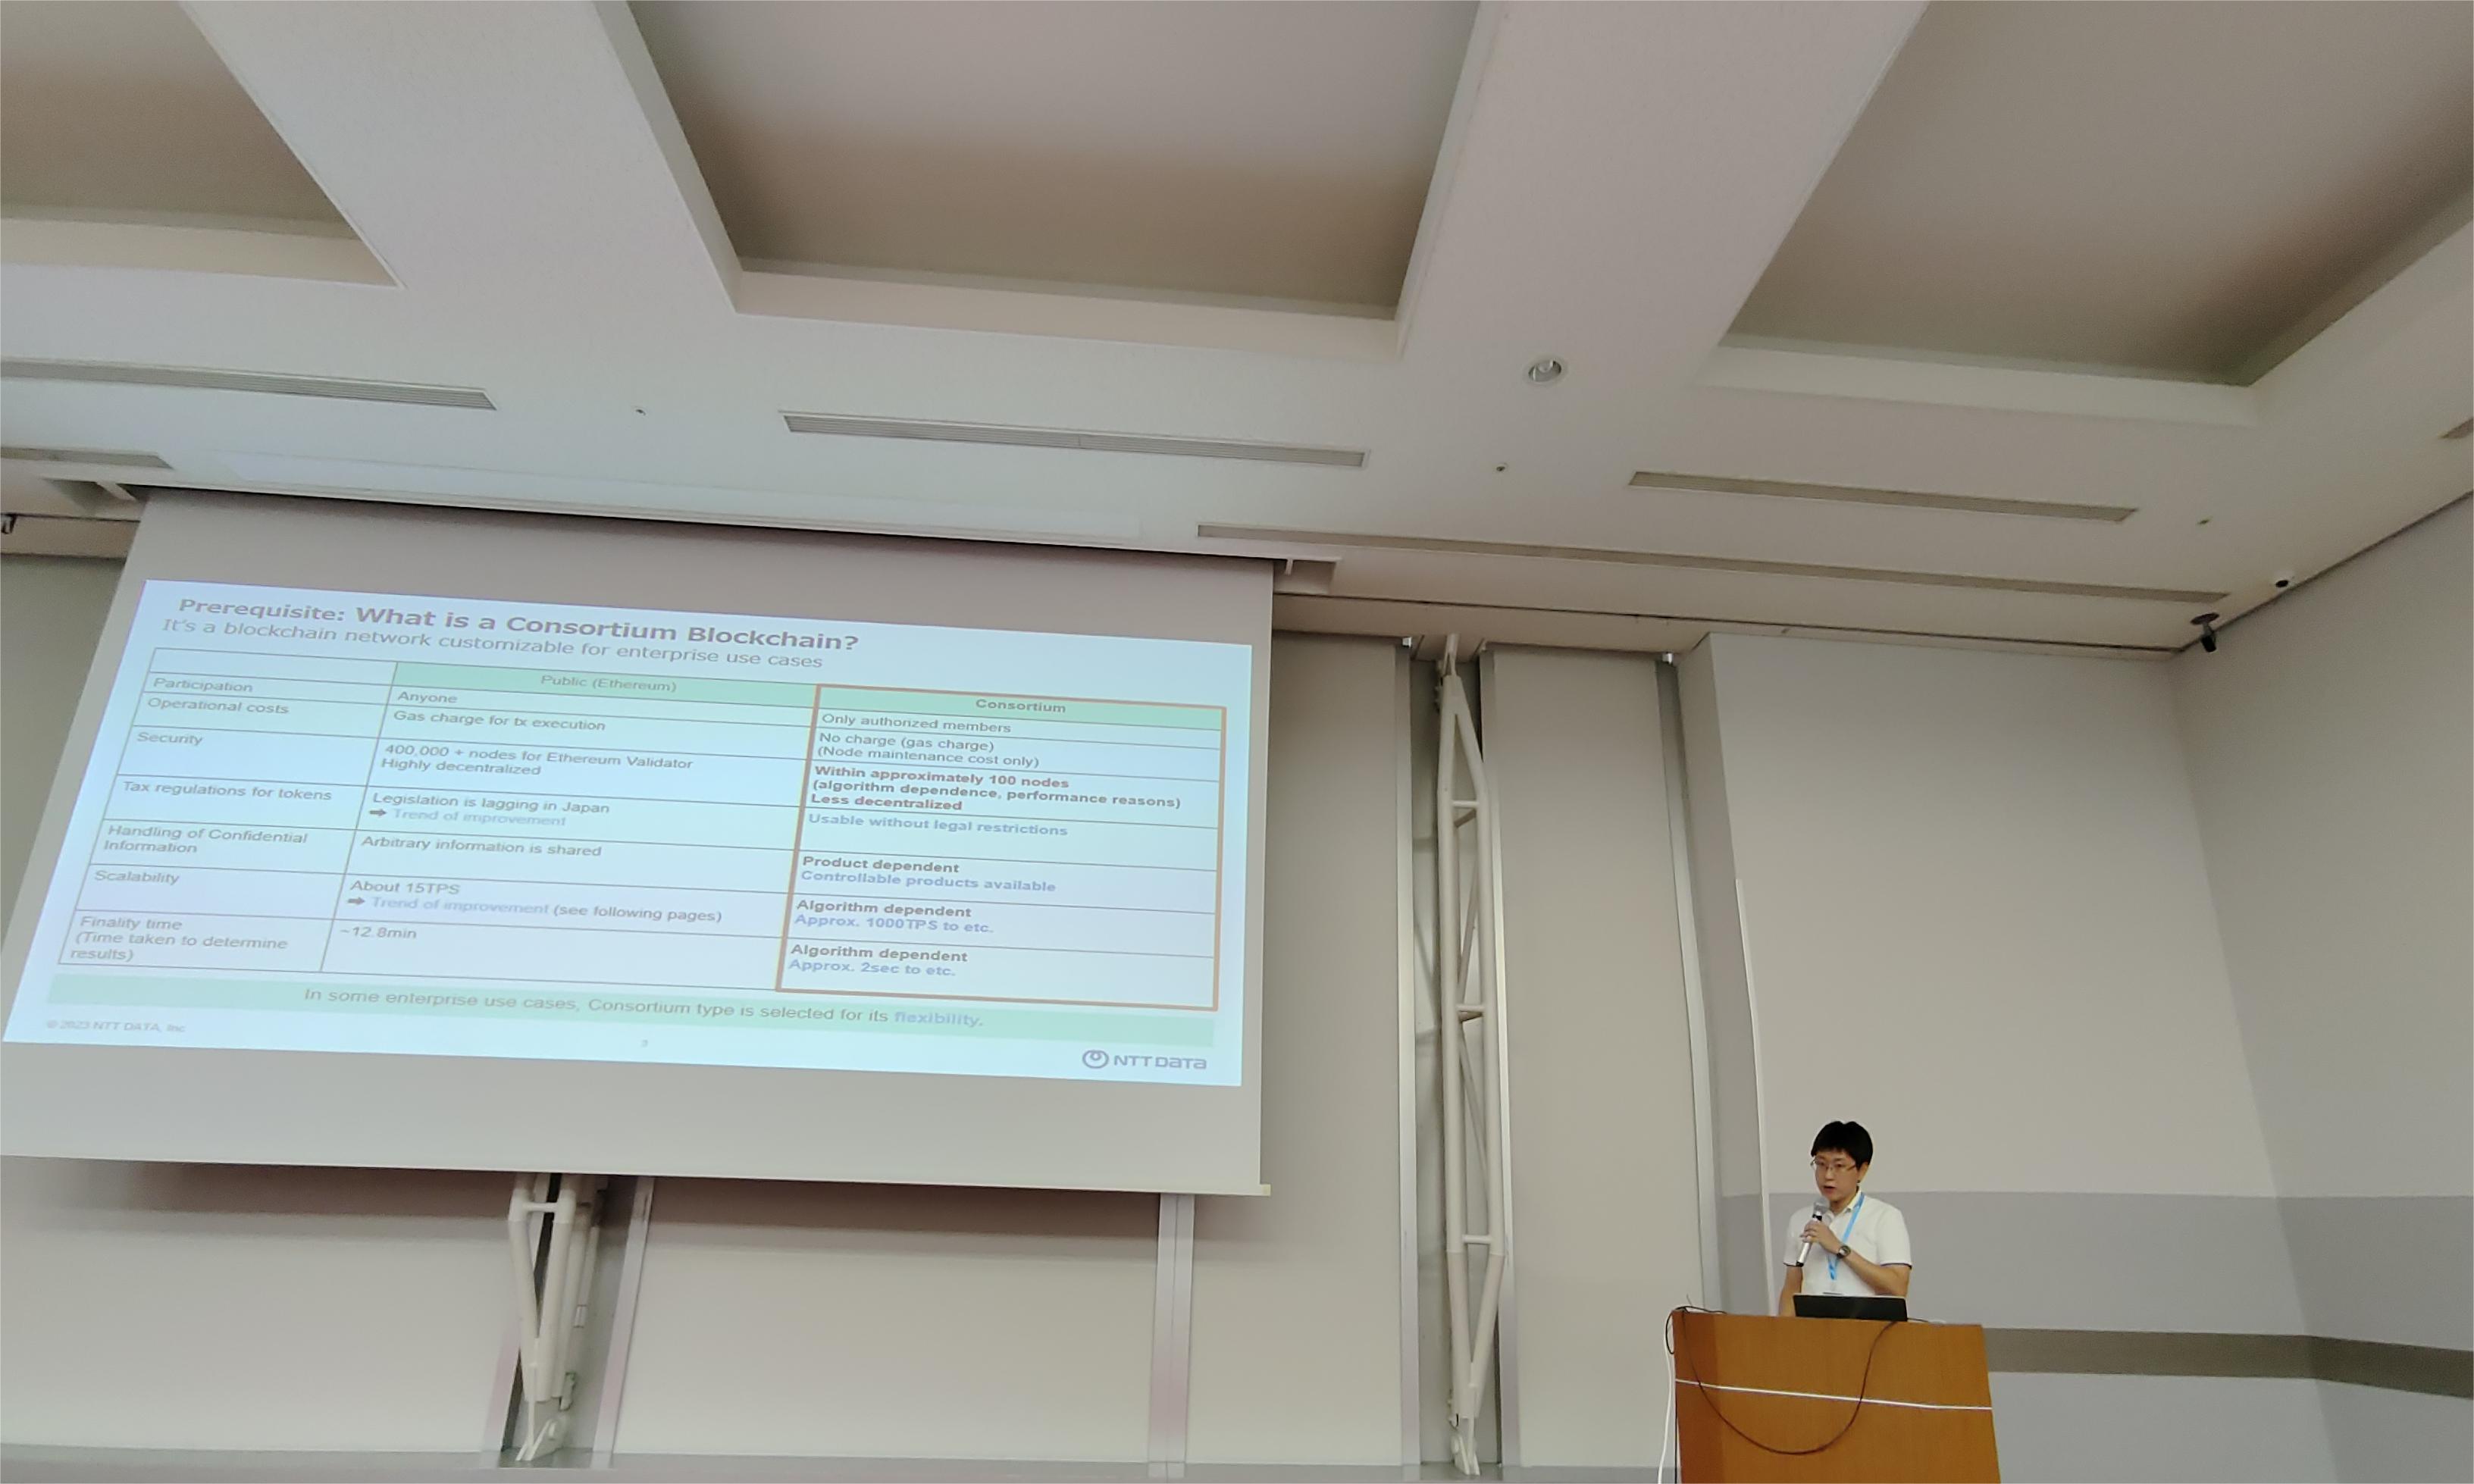 Prerequisite: What is a Consortium Blockchain?
It's a blockchain network customizable for enterprise use cases
Public (Ethereum)
Consortium
Participation
Anyone
Only authorized members
Operational costs
Gas charge for tx execution
No charge (gas charge)
(Node maintenance cost only)
Security
400,000 + nodes for Ethereum Validator
Highly decentralized
Within approximately 100 nodes
(algorithm dependence, performance reasons)
Less decentralized
Tax regulations for tokens
Legislation is lagging in Japan
➡ Trend of improvement
Usable without legal restrictions
Handling of Confidential
Information
Arbitrary information is shared
Product dependent
Controllable products available
Scalability
About 15TPS
➡ Trend of improvement (see following pages)
Algorithm dependent
Approx. 1000TPS to etc.
Finality time
(Time taken to determine
results)
~12.8min
Algorithm dependent
Approx. 2sec to etc.
In some enterprise use cases, Consortium type is selected for its flexibility.
© 2023 NTT DATA, Inc
NTT DATA